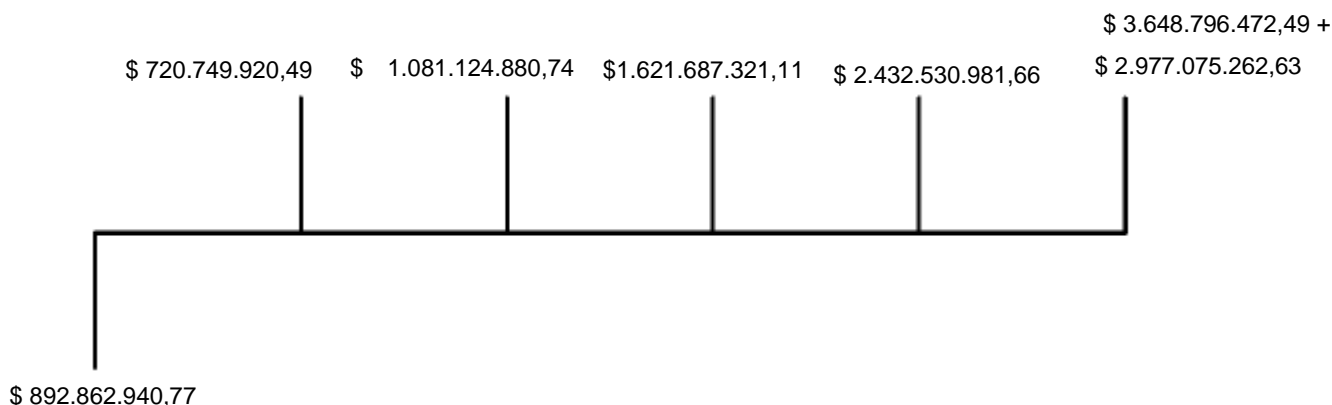 $ 3.648.796.472,49 +
$ 720.749.920,49 $ 1.081.124.880,74 $1.621.687.321,11 $ 2.432.530.981,66 $ 2.977.075.262,63
$ 892.862.940,77